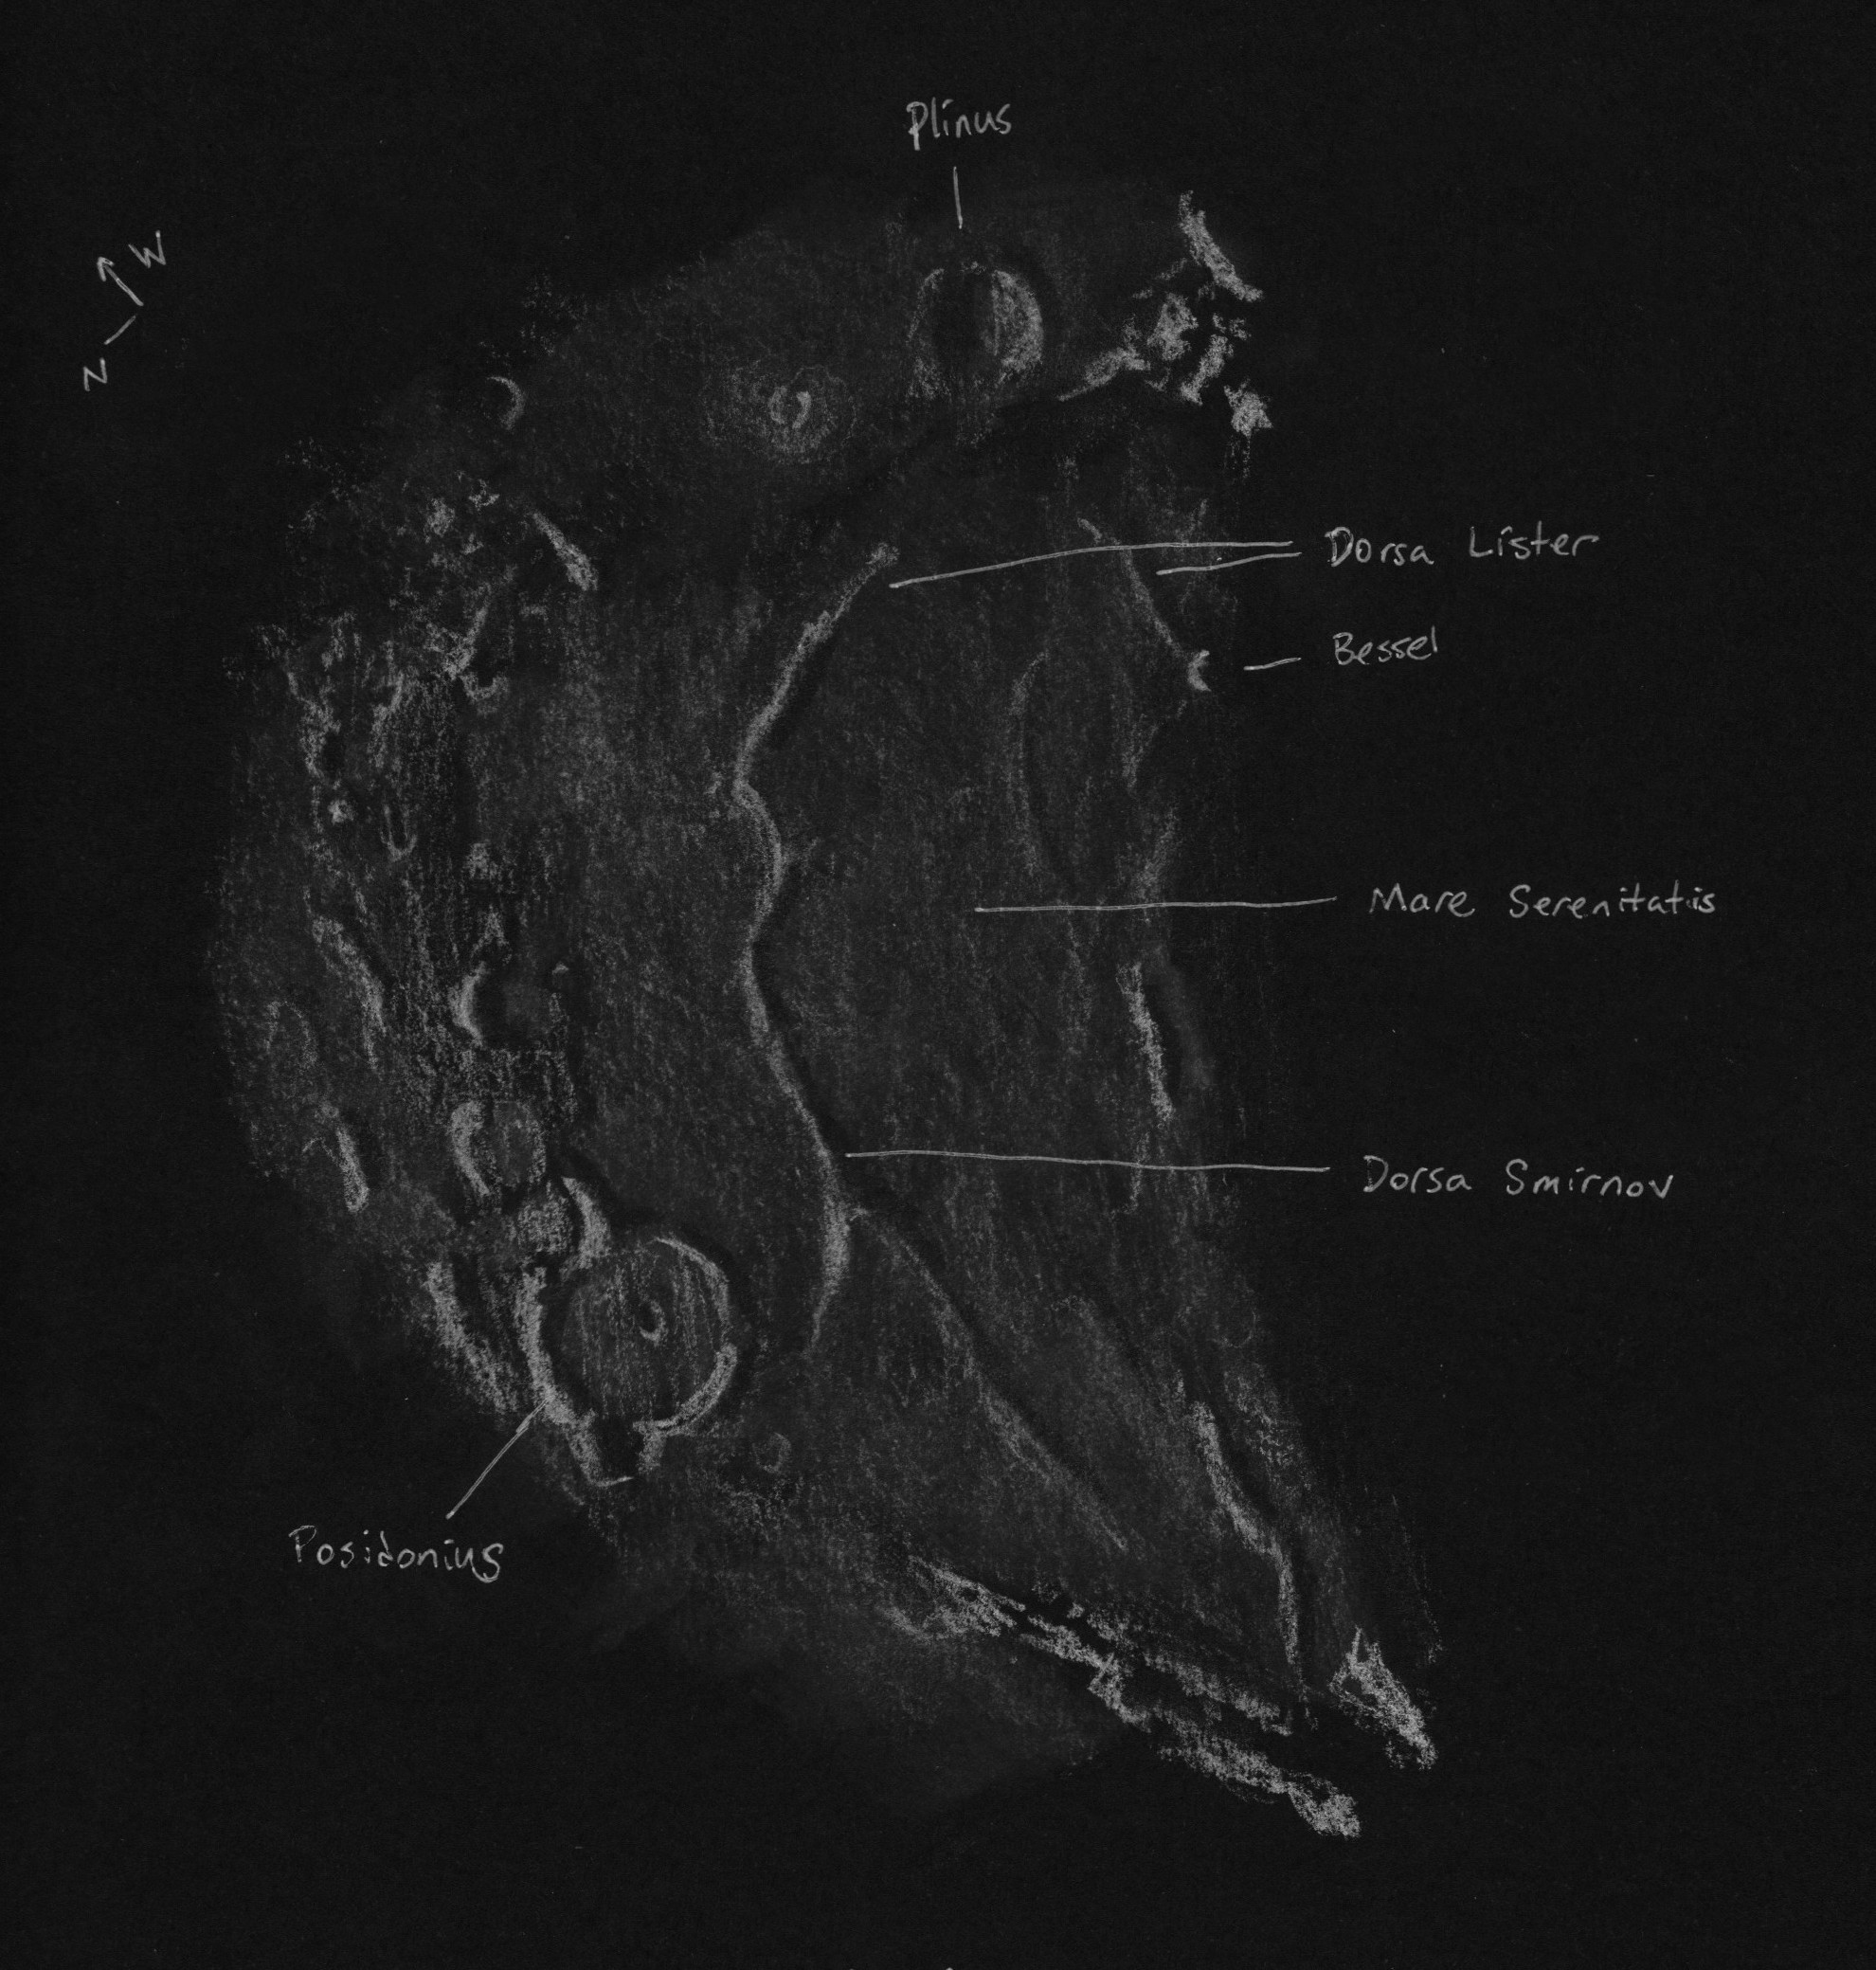 Plinus
W
N
Dorsa Lister
Bessel
Mare Serenitatis
Dorsa Smirnov
Posidonius